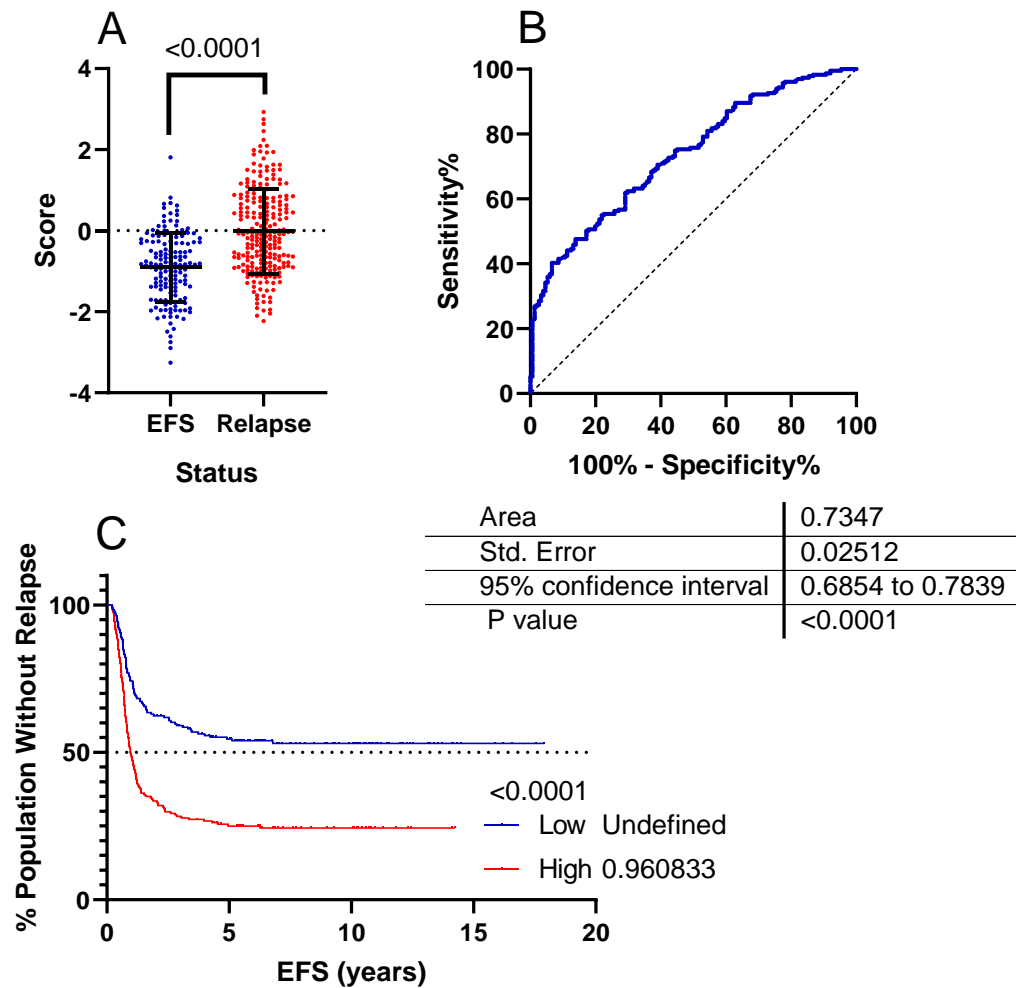 A
<0.0001
4
2
0
-2
-4
Score
EFS Relapse
Status
B
100
80
60
40
20
0
Sensitivity%
0 20 40 60 80 100
100% - Specificity%
Area 0.7347
Std. Error 0.02512
95% confidence interval 0.6854 to 0.7839
P value <0.0001
C
100
50
0
% Population Without Relapse
<0.0001
Low Undefined
High 0.960833
0 5 10 15 20
EFS (years)